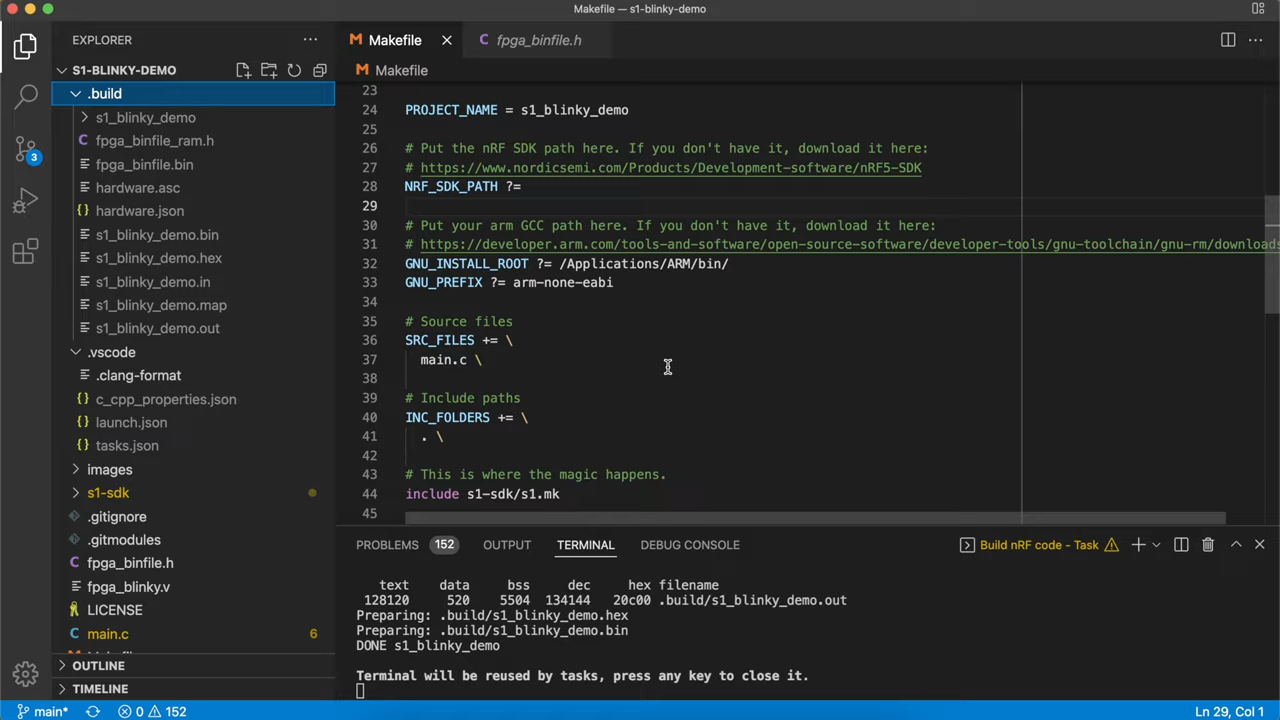 Makefile — s1-blinky-demo
EXPLORER
S1-BLINKY-DEMO
.build
s1_blinky_demo
C fpga_binfile_ram.h
fpga_binfile.bin
hardware.asc
{} hardware.json
s1_blinky_demo.bin
s1_blinky_demo.hex
s1_blinky_demo.in
s1_blinky_demo.map
s1_blinky_demo.out
.vscode
.clang-format
{} c_cpp_properties.json
{} launch.json
{} tasks.json
images
s1-sdk
.gitignore
.gitmodules
C fpga_binfile.h
fpga_blinky.v
LICENSE
C main.c 6
OUTLINE
TIMELINE
3
M Makefile
C fpga_binfile.h
M Makefile
23
24 PROJECT_NAME = s1_blinky_demo
25
26 # Put the nRF SDK path here. If you don't have it, download it here:
27 # https://www.nordicsemi.com/Products/Development-software/nRF5-SDK
28 NRF_SDK_PATH ?=
29
30 # Put your arm GCC path here. If you don't have it, download it here:
31 # https://developer.arm.com/tools-and-software/open-source-software/developer-tools/gnu-toolchain/gnu-rm/downloads
32 GNU_INSTALL_ROOT ?= /Applications/ARM/bin/
33 GNU_PREFIX ?= arm-none-eabi
34
35 # Source files
36 SRC_FILES += \
37 main.c \
38
39 # Include paths
40 INC_FOLDERS += \
41 . \
42
43 # This is where the magic happens.
44 include s1-sdk/s1.mk
45
PROBLEMS 152 OUTPUT TERMINAL DEBUG CONSOLE
Build nRF code - Task
text data bss dec hex filename
128120 520 5504 134144 20c00 .build/s1_blinky_demo.out
Preparing: .build/s1_blinky_demo.hex
Preparing: .build/s1_blinky_demo.bin
DONE s1_blinky_demo
Terminal will be reused by tasks, press any key to close it.
main* 0 152 Ln 29, Col 1